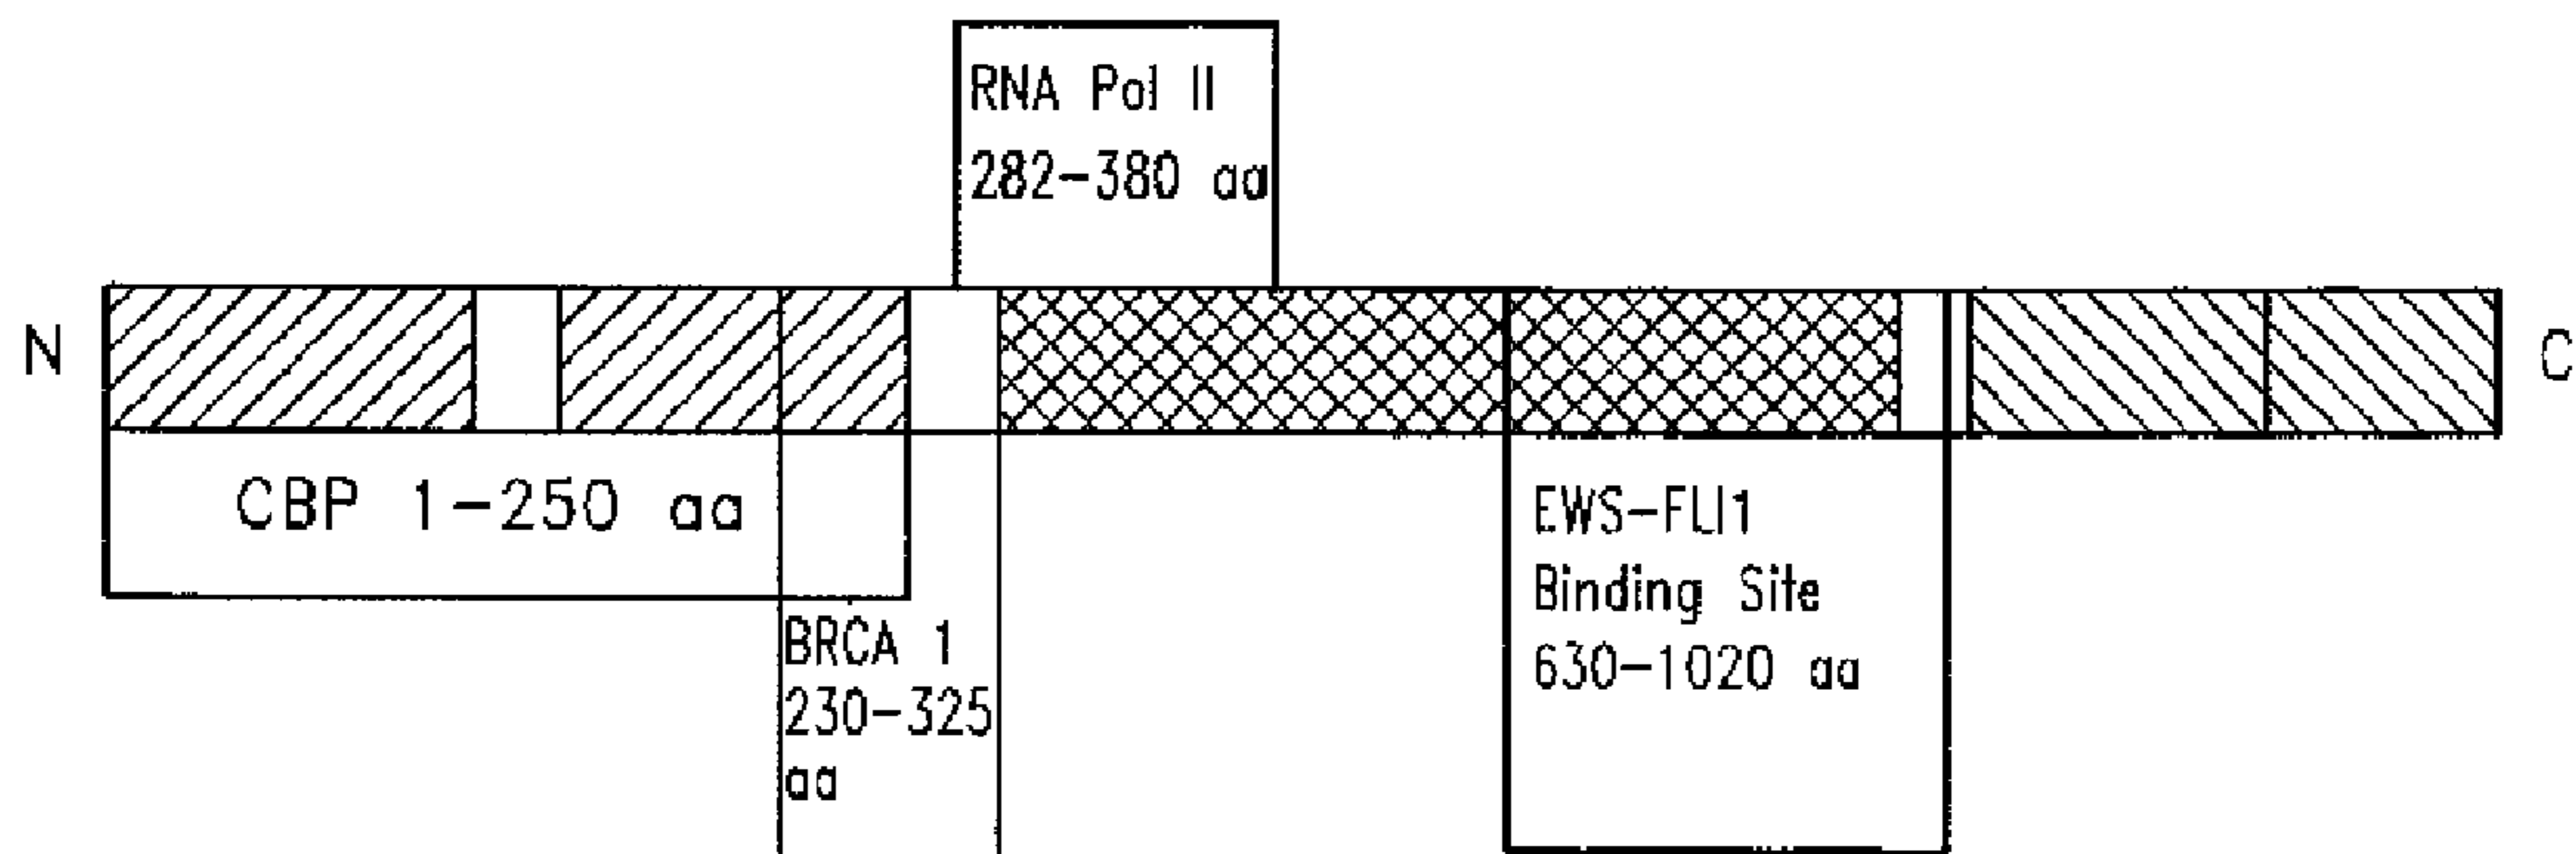 RNA Pol II
282-380 aa
N
C
CBP 1-250 aa
BRCA 1
230-325
aa
EWS-FLI1
Binding Site
630-1020 aa